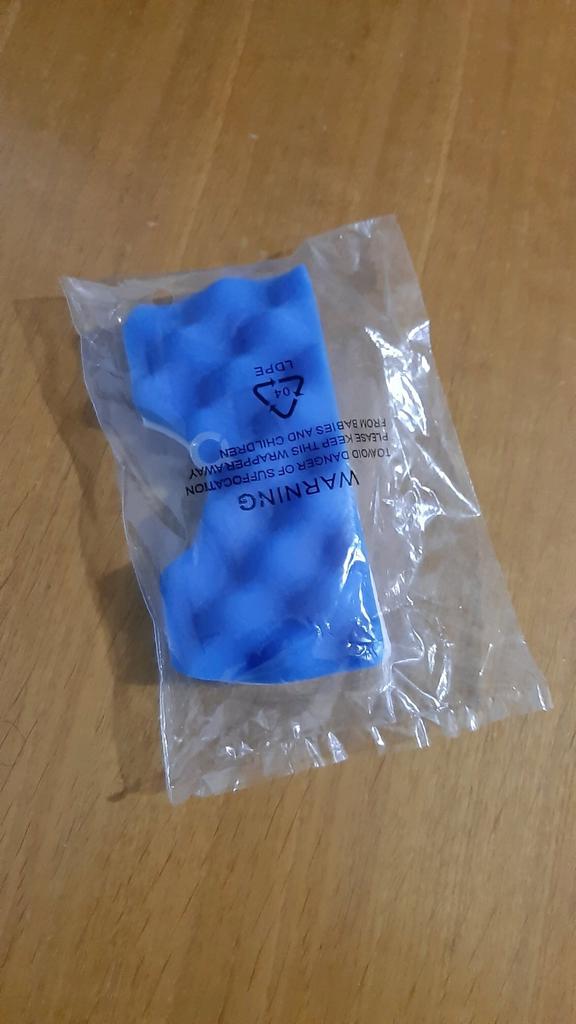 WARNING
TO AVOID DANGER OF SUFFOCATION
PLEASE KEEP THIS WRAPPER AWAY
FROM BABIES AND CHILDREN
04
LDPE